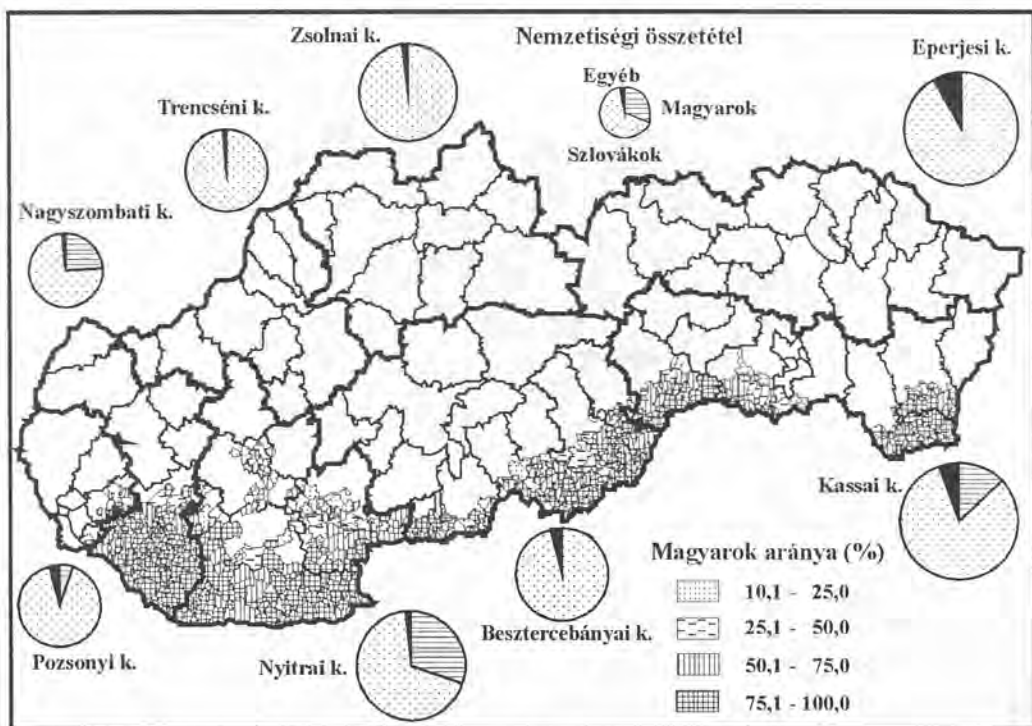 Zsolnai k.
Nemzetiségi összetétel
Eperjesi k.
Egyéb
Magyarok
Szlovákok
Trencséni k.
Nagyszombati k.
Kassai k.
Magyarok aránya (%)
10,1 - 25,0
25,1 - 50,0
50,1 - 75,0
75,1 - 100,0
Besztercebányai k.
Pozsonyi k.
Nyitrai k.